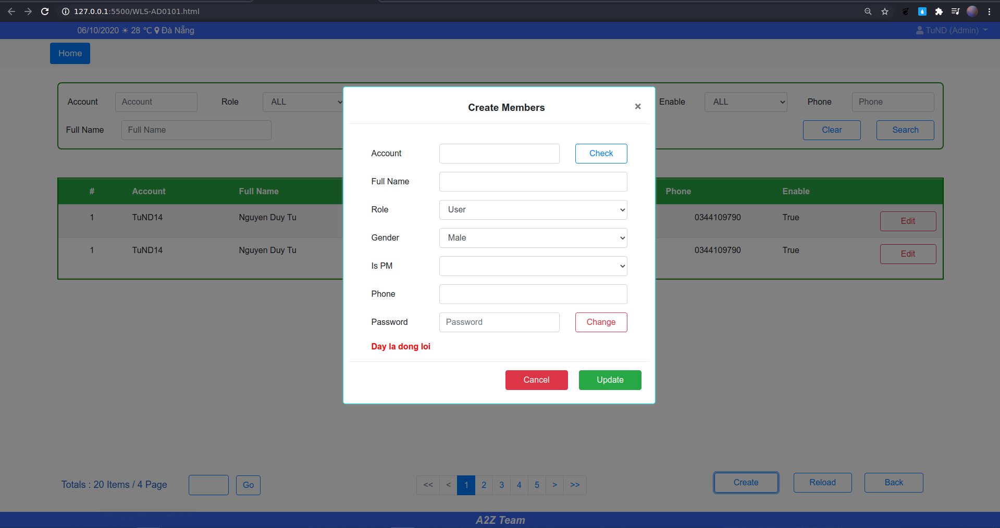 127.0.0.1:5500/WLS-AD0101.html
06/10/2020 ☀ 28 ℃ Đà Nẵng
TuND (Admin)
Home
Account Account Role ALL Enable ALL Phone Phone
Full Name Full Name Clear Search
# Account Full Name Phone Enable
1 TuND14 Nguyen Duy Tu 0344109790 True Edit
1 TuND14 Nguyen Duy Tu 0344109790 True Edit
Create Members ×
Account Check
Full Name
Role User
Gender Male
Is PM
Phone
Password Password Change
Day la dong loi
Cancel Update
Totals : 20 Items / 4 Page Go << < 1 2 3 4 5 > >> Create Reload Back
A2Z Team